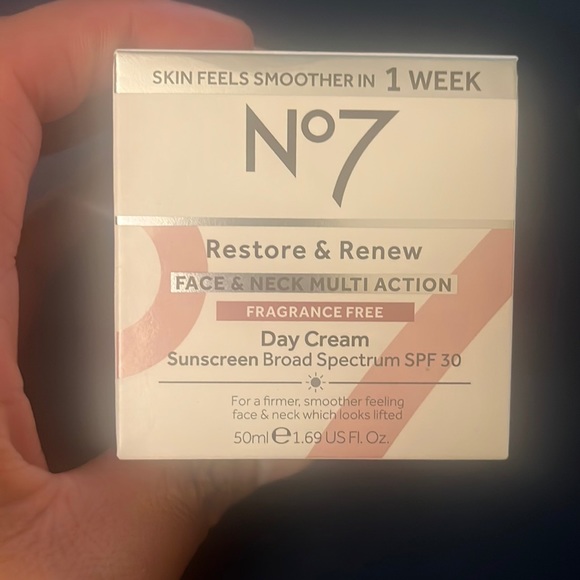 SKIN FEELS SMOOTHER IN 1 WEEK
No7
Restore & Renew
FACE & NECK MULTI ACTION
FRAGRANCE FREE
Day Cream
Sunscreen Broad Spectrum SPF 30
For a firmer, smoother feeling
face & neck which looks lifted
50ml ℮ 1.69 US Fl. Oz.